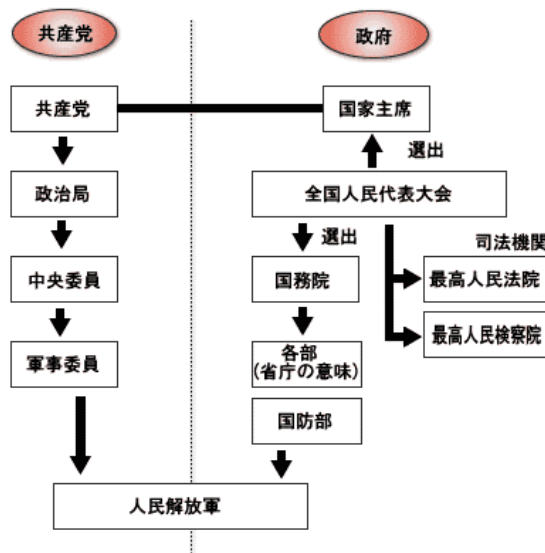 共産党
政府
共産党
国家主席
選出
政治局
全国人民代表大会
選出
司法機関
中央委員
国務院
最高人民法院
軍事委員
各部
(省庁の意味)
最高人民検察院
国防部
人民解放軍